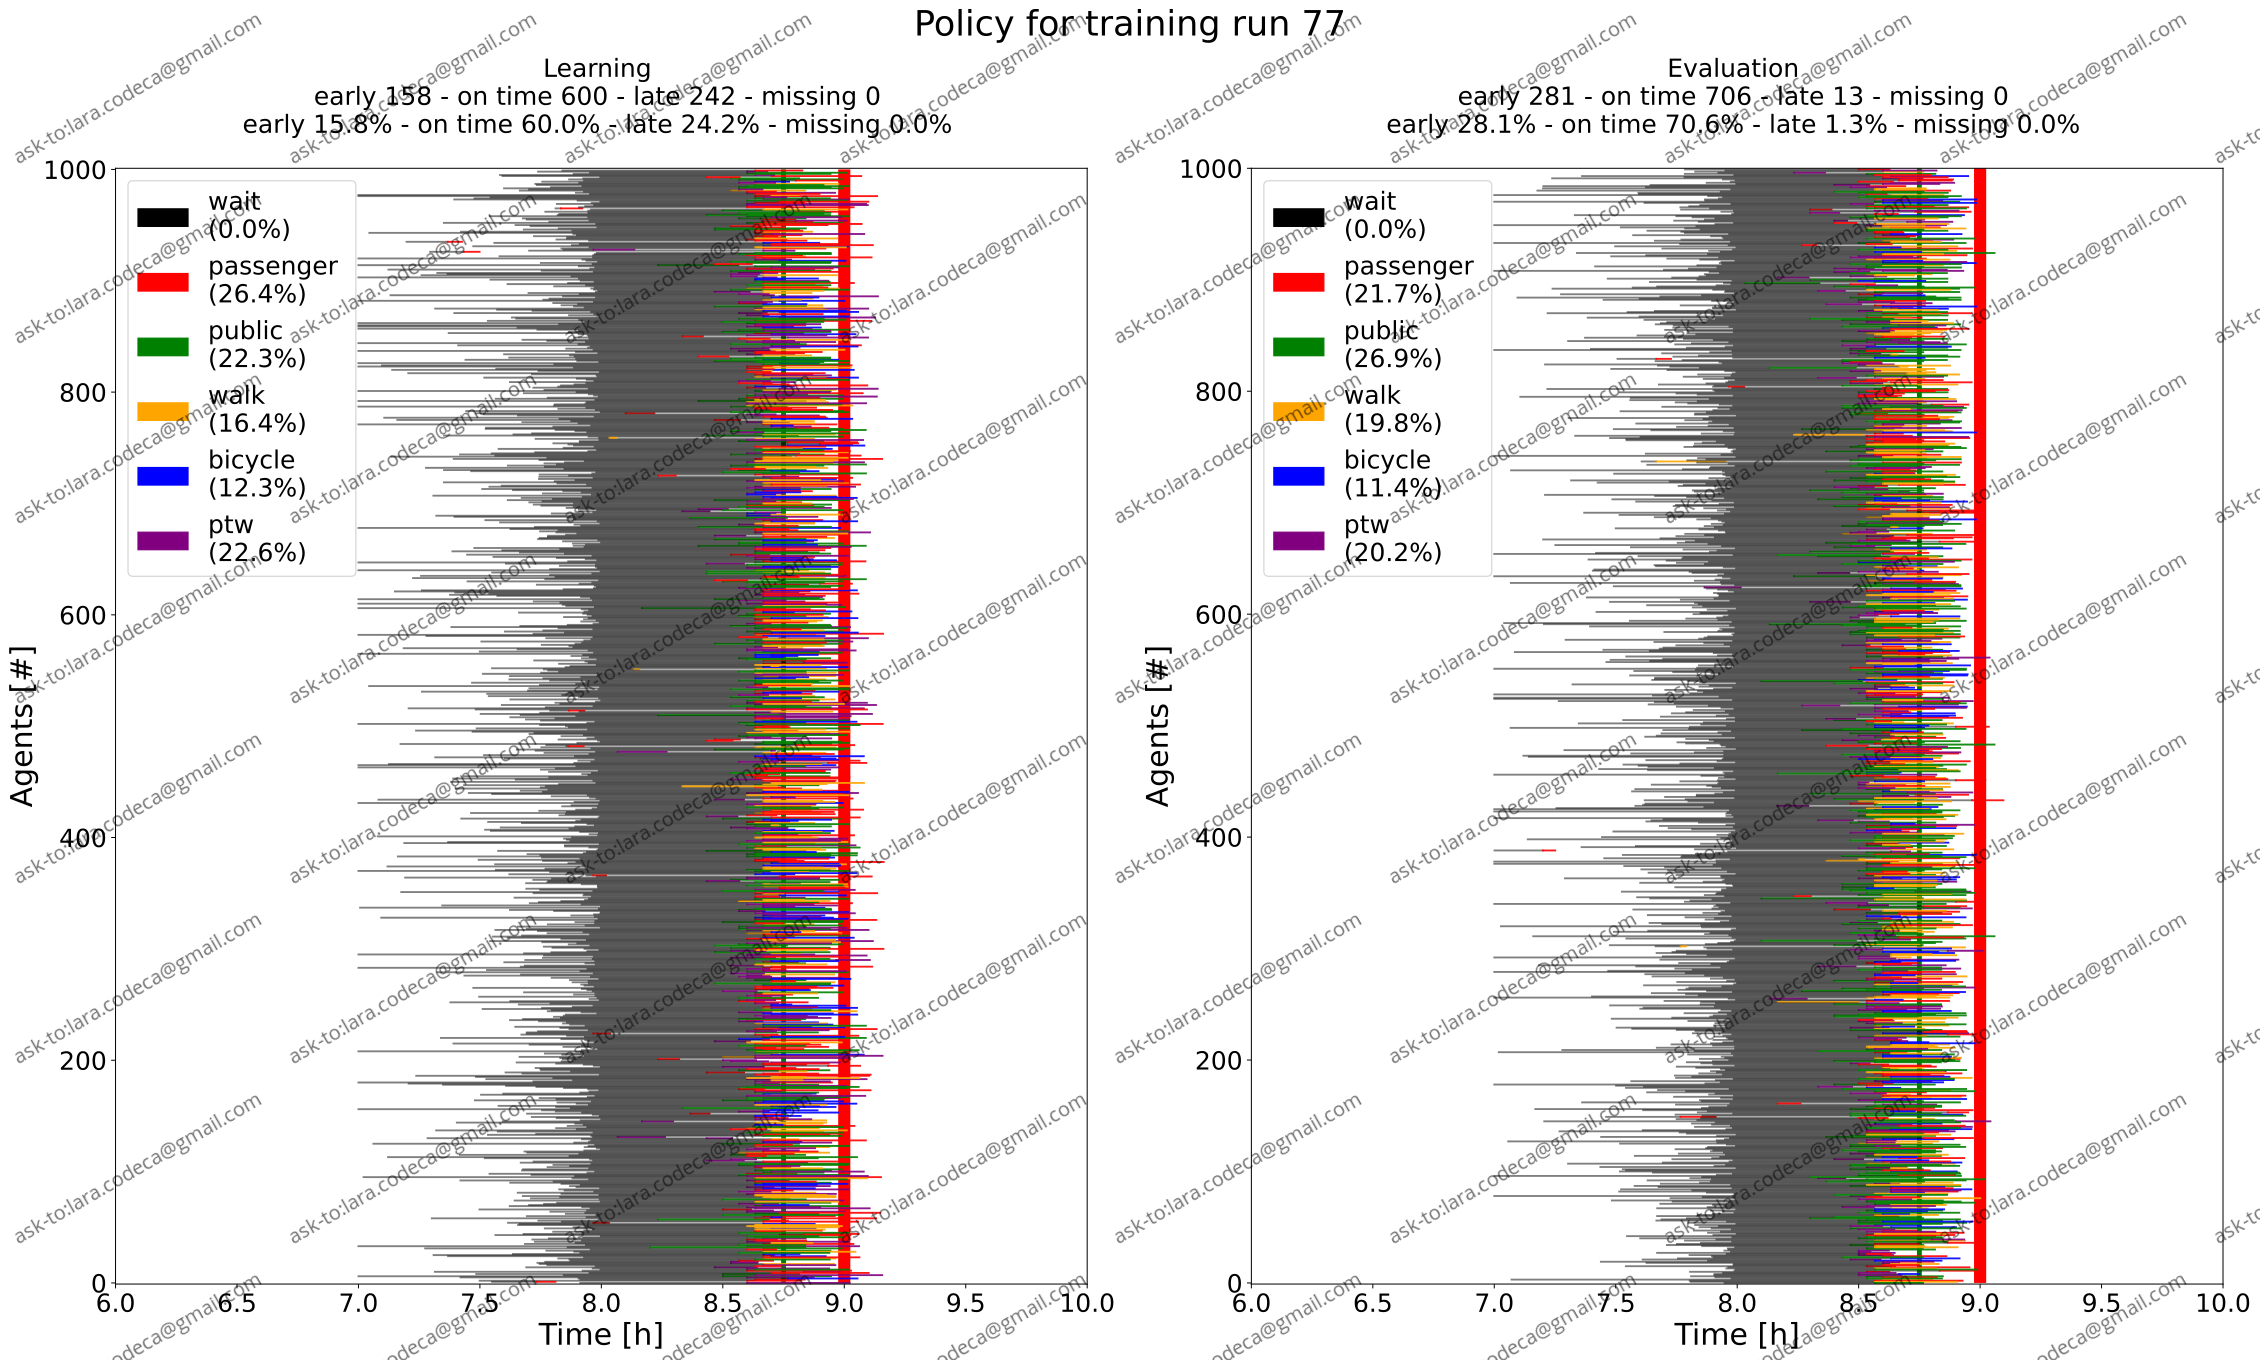 Policy for training run 77
Learning
early 158 - on time 600 - late 242 - missing 0
early 15.8% - on time 60.0% - late 24.2% - missing 0.0%
1000
800
600
400
200
0
Agents [#]
wait
(0.0%)
passenger
(26.4%)
public
(22.3%)
walk
(16.4%)
bicycle
(12.3%)
ptw
(22.6%)
6.0 6.5 7.0 7.5 8.0 8.5 9.0 9.5 10.0
Time [h]
Evaluation
early 281 - on time 706 - late 13 - missing 0
early 28.1% - on time 70.6% - late 1.3% - missing 0.0%
1000
800
600
400
200
0
Agents [#]
wait
(0.0%)
passenger
(21.7%)
public
(26.9%)
walk
(19.8%)
bicycle
(11.4%)
ptw
(20.2%)
6.0 6.5 7.0 7.5 8.0 8.5 9.0 9.5 10.0
Time [h]
ask-to:lara.codeca@gmail.com